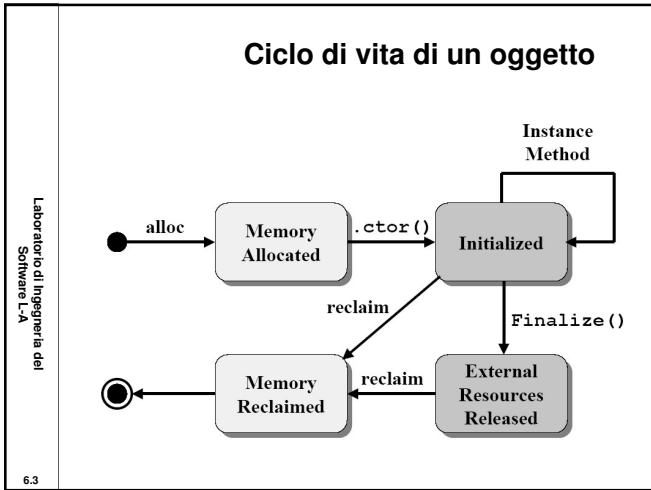 Ciclo di vita di un oggetto
Laboratorio di Ingegneria del
Software L-A
Instance
Method
alloc
Memory
Allocated
.ctor()
Initialized
reclaim
Finalize()
Memory
Reclaimed
reclaim
External
Resources
Released
6.3